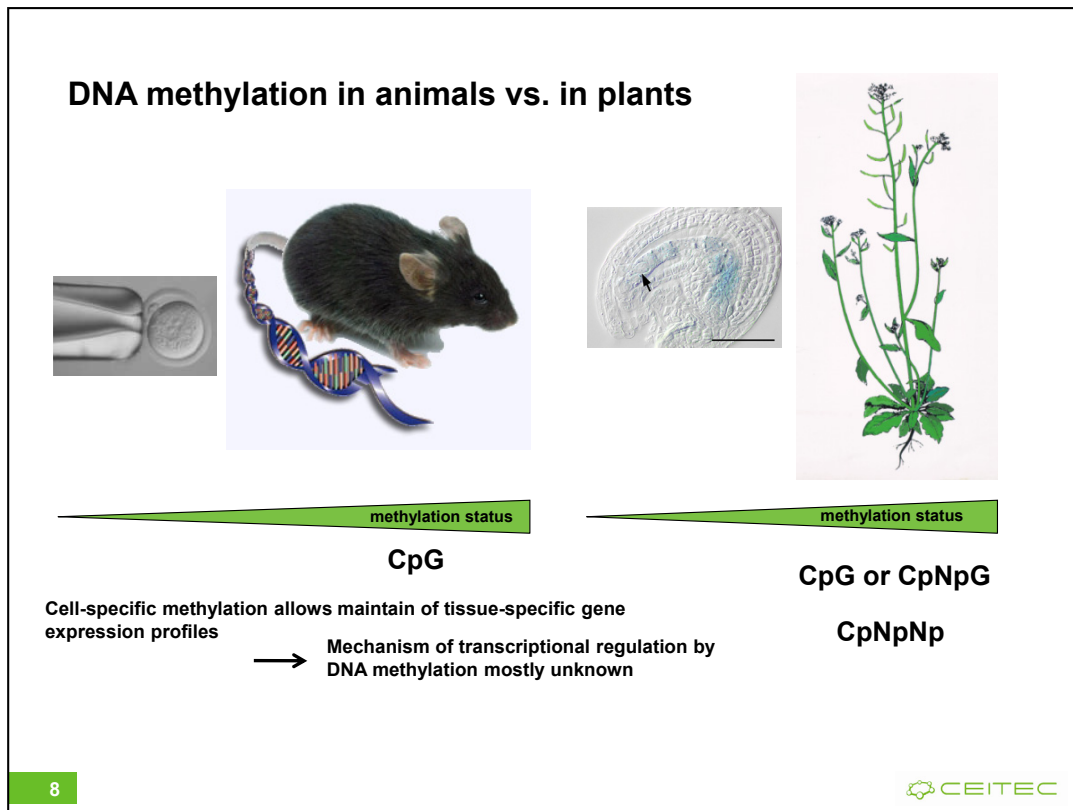 DNA methylation in animals vs. in plants
methylation status
CpG
Cell-specific methylation allows maintain of tissue-specific gene
expression profiles
Mechanism of transcriptional regulation by
DNA methylation mostly unknown
methylation status
CpG or CpNpG
CpNpNp
8
CEITEC